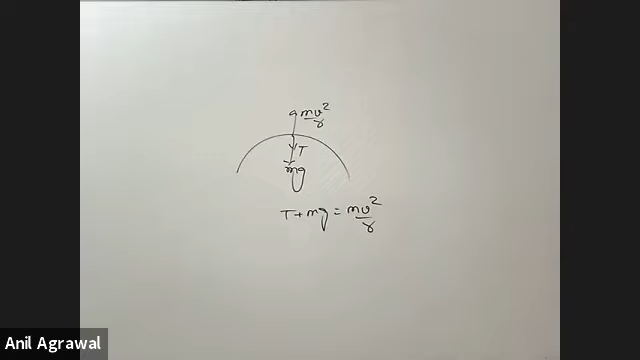 mv²/r
T
mg
T + mg = mv²/r
Anil Agrawal